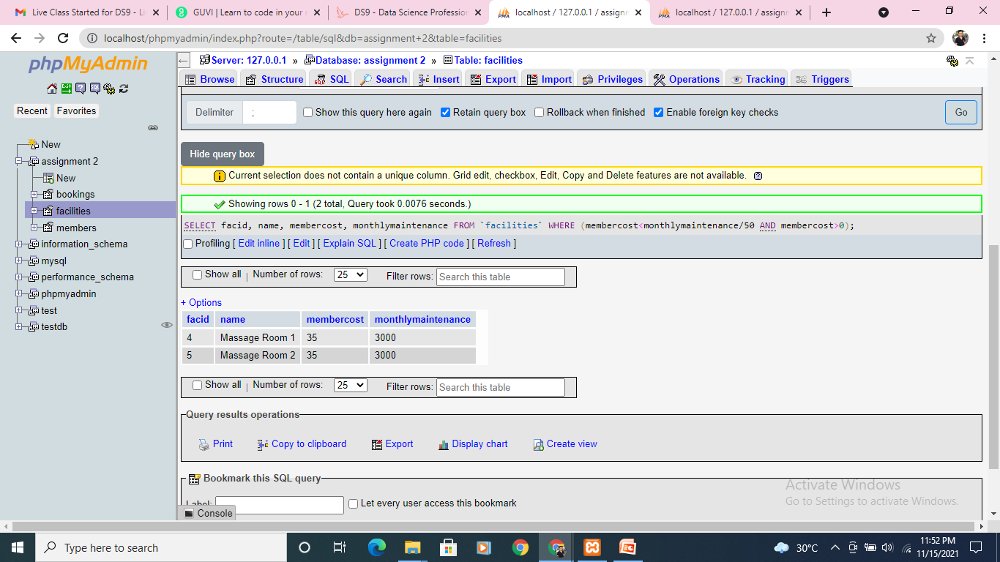 Live Class Started for DS9 - Li
GUVI | Learn to code in your
DS9 - Data Science Profession
localhost / 127.0.0.1 / assignm
localhost / 127.0.0.1 / assignm
localhost/phpmyadmin/index.php?route=/table/sql&db=assignment+2&table=facilities
phpMyAdmin
Recent Favorites
New
assignment 2
New
bookings
facilities
members
information_schema
mysql
performance_schema
phpmyadmin
test
testdb
Server: 127.0.0.1 » Database: assignment 2 » Table: facilities
Browse Structure SQL Search Insert Export Import Privileges Operations Tracking Triggers
Delimiter ; Show this query here again Retain query box Rollback when finished Enable foreign key checks Go
Hide query box
Current selection does not contain a unique column. Grid edit, checkbox, Edit, Copy and Delete features are not available.
Showing rows 0 - 1 (2 total, Query took 0.0076 seconds.)
SELECT facid, name, membercost, monthlymaintenance FROM `facilities` WHERE (membercost<monthlymaintenance/50 AND membercost>0);
Profiling [ Edit inline ] [ Edit ] [ Explain SQL ] [ Create PHP code ] [ Refresh ]
Show all | Number of rows: 25 Filter rows: Search this table
+ Options
facid name membercost monthlymaintenance
4 Massage Room 1 35 3000
5 Massage Room 2 35 3000
Show all | Number of rows: 25 Filter rows: Search this table
Query results operations
Print Copy to clipboard Export Display chart Create view
Bookmark this SQL query
Label: Let every user access this bookmark
Console
Activate Windows
Go to Settings to activate Windows.
Type here to search
30°C
11:52 PM
11/15/2021